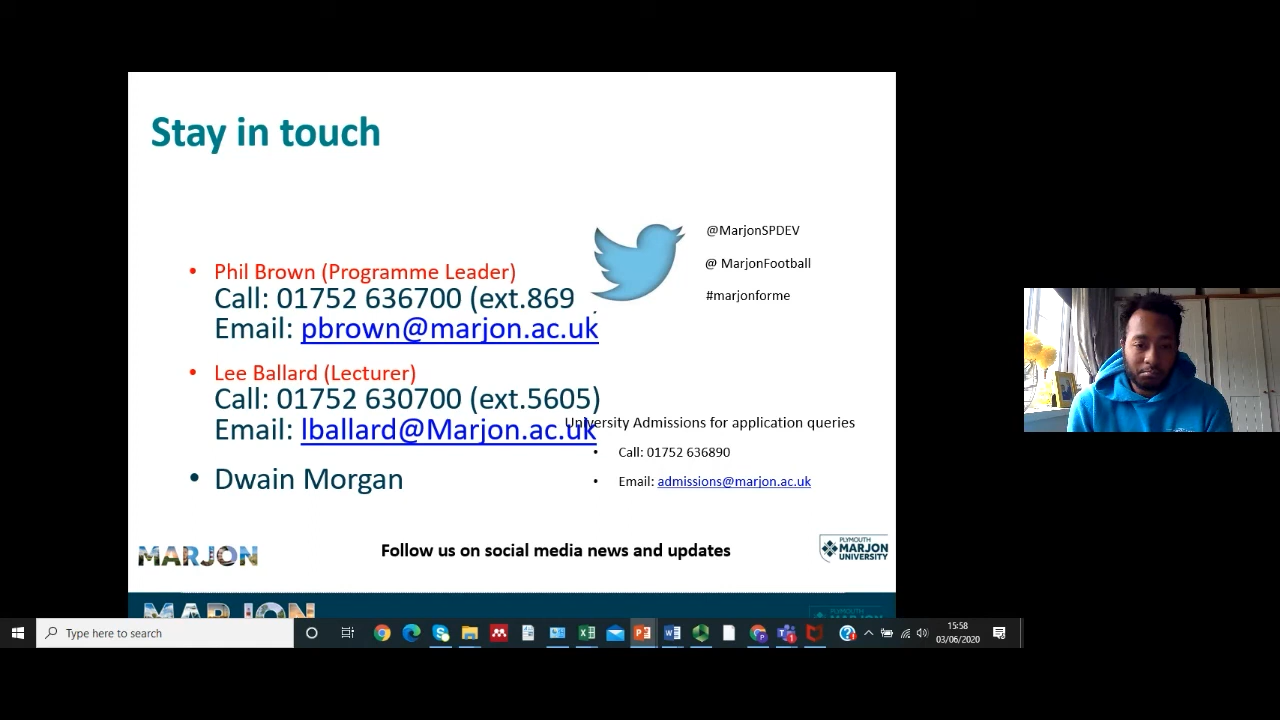 Stay in touch
• Phil Brown (Programme Leader)
Call: 01752 636700 (ext.869
Email: pbrown@marjon.ac.uk
• Lee Ballard (Lecturer)
Call: 01752 630700 (ext.5605)
Email: lballard@Marjon.ac.uk
• Dwain Morgan
@MarjonSPDEV
@ MarjonFootball
#marjonforme
University Admissions for application queries
• Call: 01752 636890
• Email: admissions@marjon.ac.uk
MARJON
Follow us on social media news and updates
PLYMOUTH
MARJON
UNIVERSITY
MARJON
Type here to search
15:58
03/06/2020